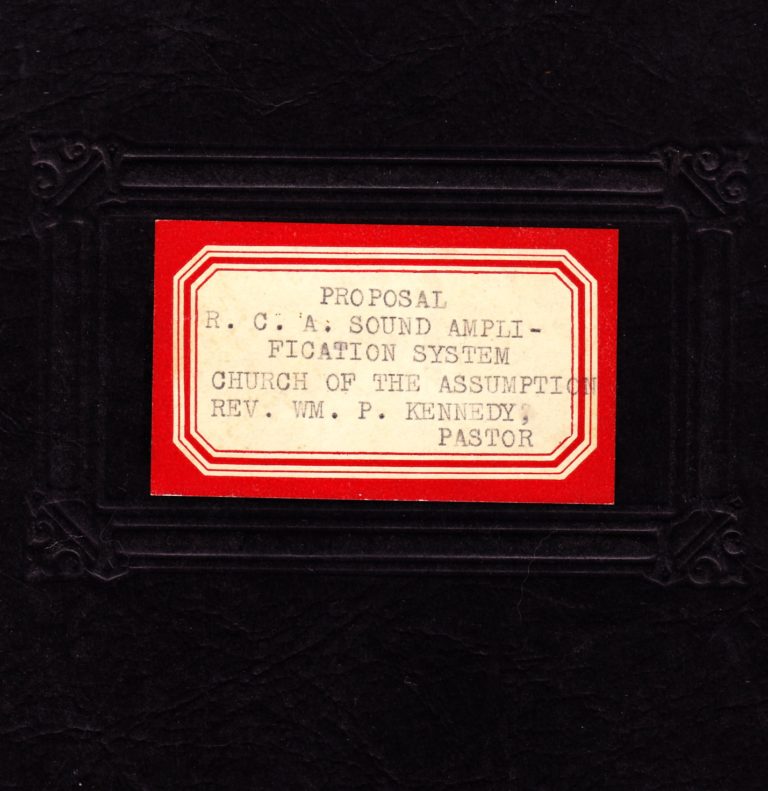 PROPOSAL
R. C. A. SOUND AMPLI-
FICATION SYSTEM
CHURCH OF THE ASSUMPTION
REV. WM. P. KENNEDY,
PASTOR